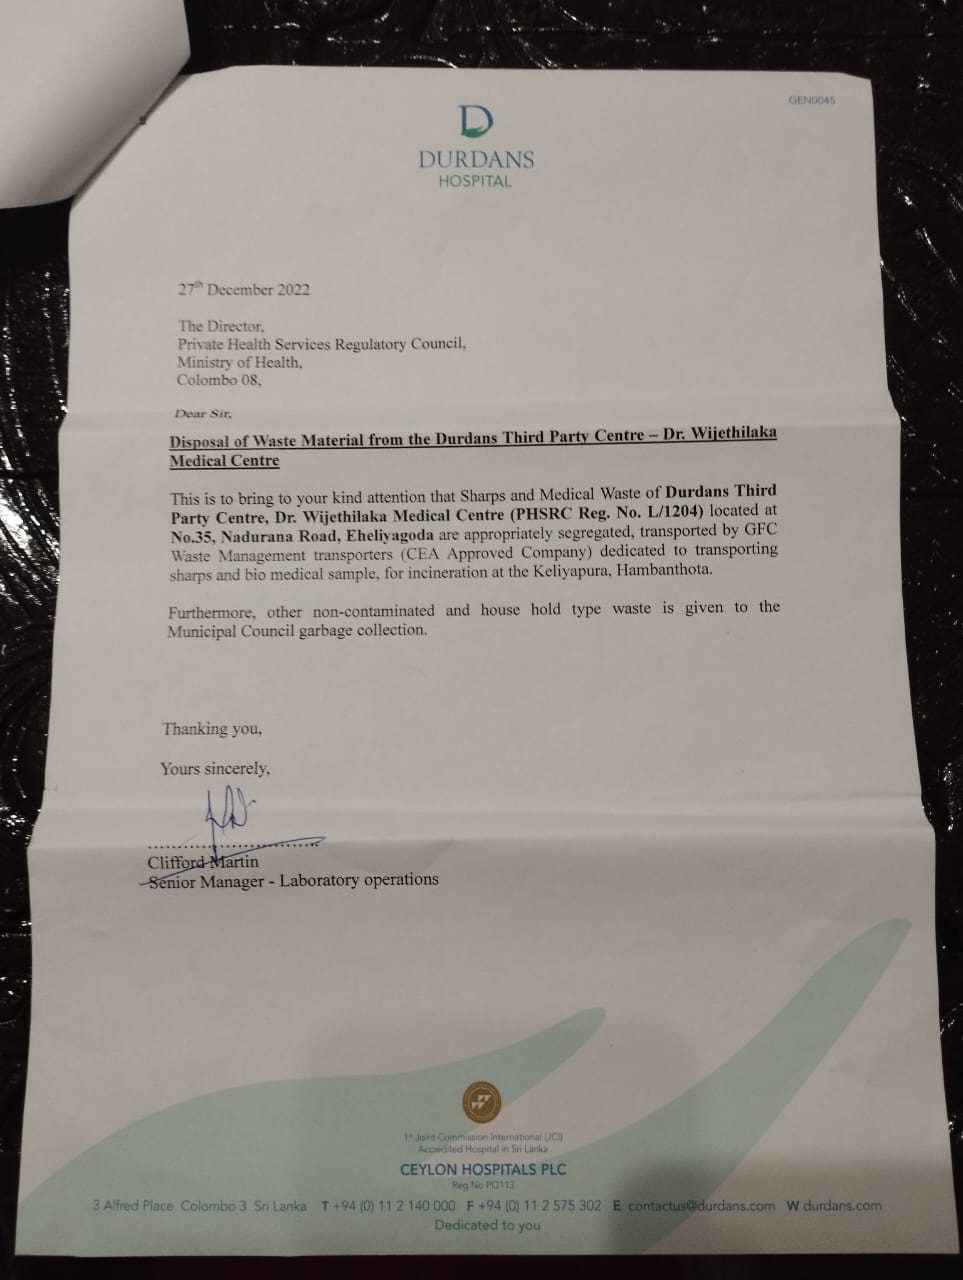 GEN0045
DURDANS
HOSPITAL
27th December 2022
The Director,
Private Health Services Regulatory Council,
Ministry of Health,
Colombo 08,
Dear Sir,
Disposal of Waste Material from the Durdans Third Party Centre – Dr. Wijethilaka
Medical Centre
This is to bring to your kind attention that Sharps and Medical Waste of Durdans Third
Party Centre, Dr. Wijethilaka Medical Centre (PHSRC Reg. No. L/1204) located at
No.35, Nadurana Road, Eheliyagoda are appropriately segregated, transported by GFC
Waste Management transporters (CEA Approved Company) dedicated to transporting
sharps and bio medical sample, for incineration at the Keliyapura, Hambanthota.
Furthermore, other non-contaminated and house hold type waste is given to the
Municipal Council garbage collection.
Thanking you,
Yours sincerely,
Clifford Martin
Senior Manager - Laboratory operations
1st Joint Commission International (JCI)
Accredited Hospital in Sri Lanka
CEYLON HOSPITALS PLC
Reg No PQ113
3 Alfred Place Colombo 3 Sri Lanka T +94 (0) 11 2 140 000 F +94 (0) 11 2 575 302 E contactus@durdans.com W durdans.com
Dedicated to you